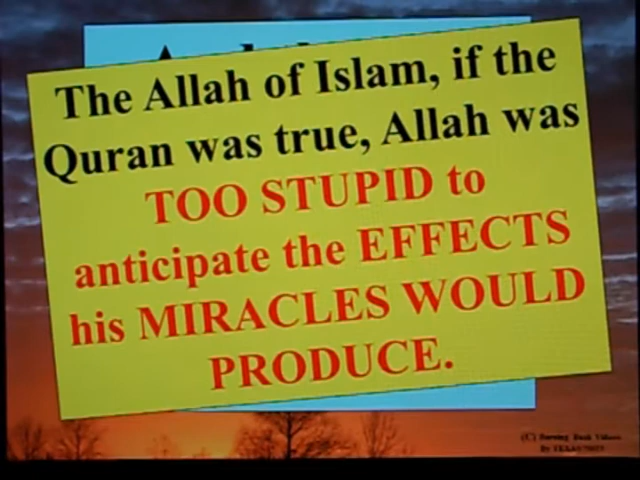 The Allah of Islam, if the
Quran was true, Allah was
TOO STUPID to
anticipate the EFFECTS
his MIRACLES WOULD
PRODUCE.
(C)
By